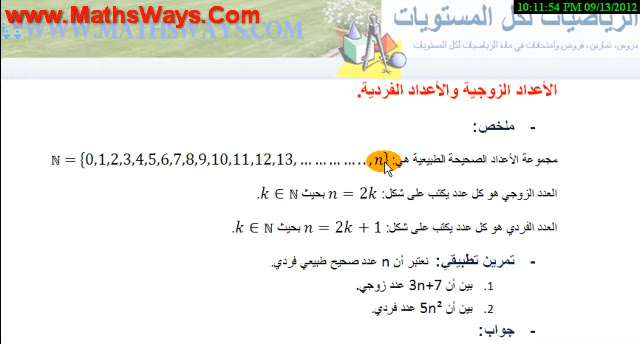 www.MathsWays.Com
10:11:54 PM 09/13/2012
الرياضيات لكل المستويات
WWW.MATHSWAYS.COM
دروس، تمارين، فروض وامتحانات في مادة الرياضيات لكل المستويات
الأعداد الزوجية والأعداد الفردية.
- ملخص:
مجموعة الأعداد الصحيحة الطبيعية هي: ℕ = {0,1,2,3,4,5,6,7,8,9,10,11,12,13, … … … … . . , n}
العدد الزوجي هو كل عدد يكتب على شكل: n = 2k بحيث k ∈ ℕ.
العدد الفردي هو كل عدد يكتب على شكل: n = 2k + 1 بحيث k ∈ ℕ.
- تمرين تطبيقي: نعتبر أن n عدد صحيح طبيعي فردي.
1. بين أن 3n+7 عدد زوجي.
2. بين أن 5n² عدد فردي.
- جواب: